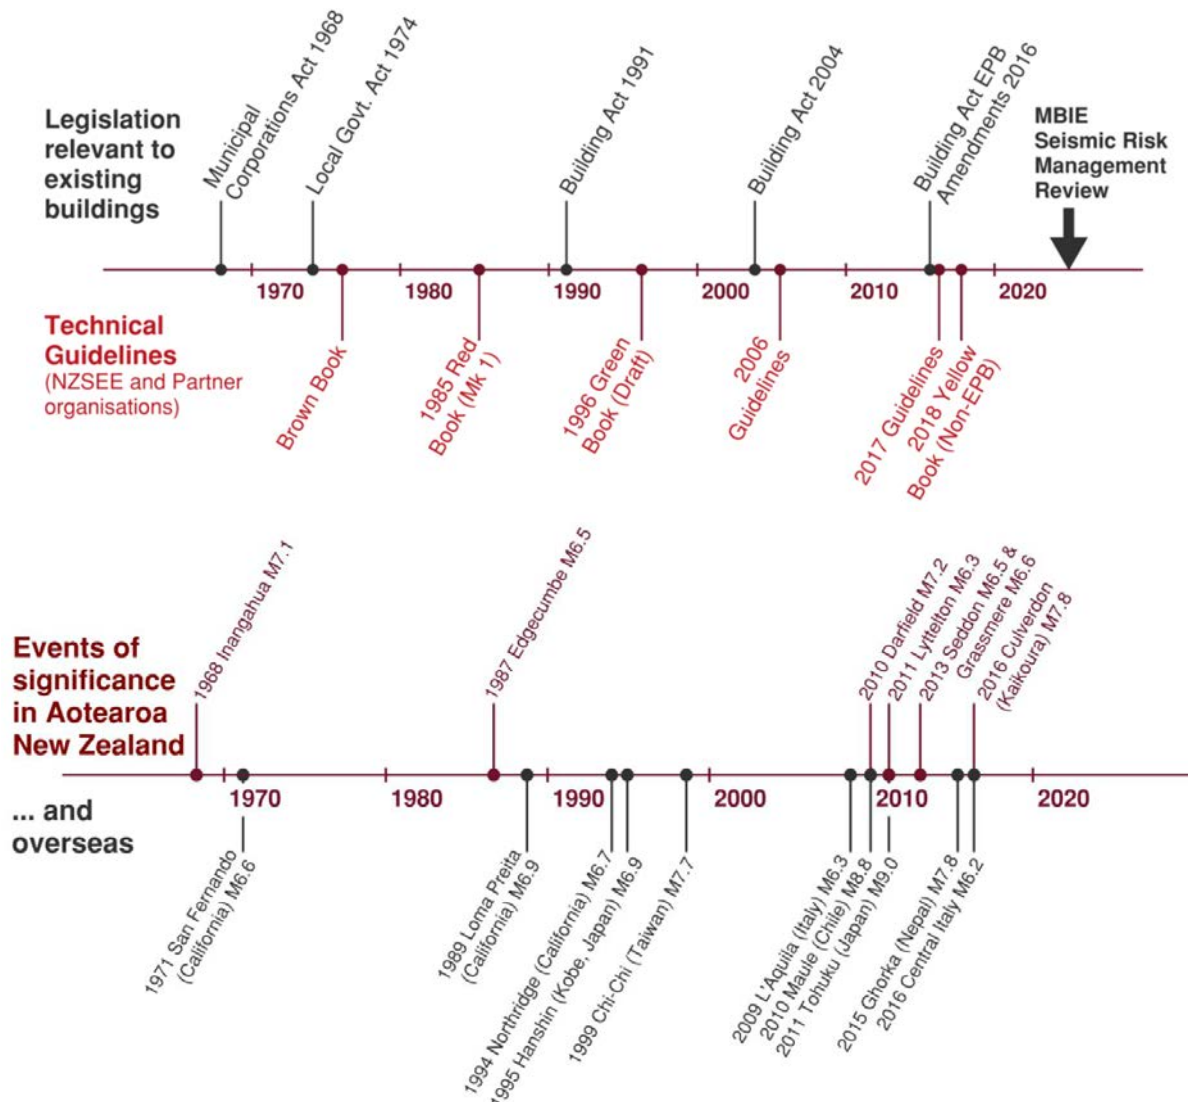 Legislation
relevant to
existing
buildings
Municipal
Corporations Act 1968
Local Govt. Act 1974
Building Act 1991
Building Act 2004
Building Act EPB
Amendments 2016
MBIE
Seismic Risk
Management
Review
1970
1980
1990
2000
2010
2020
Technical
Guidelines
(NZSEE and Partner
organisations)
Brown Book
1985 Red
Book (Mk 1)
1996 Green
Book (Draft)
2006
Guidelines
2017 Guidelines
2018 Yellow
Book (Non-EPB)
Events of
significance
in Aotearoa
New Zealand
1968 Inangahua M7.1
1987 Edgecumbe M6.5
2010 Darfield M7.2
2011 Lyttelton M6.3
2013 Seddon M6.5 &
Grassmere M6.6
2016 Culverdon
(Kaikoura) M7.8
1970
1980
1990
2000
2010
2020
... and
overseas
1971 San Fernando
(California) M6.6
1989 Loma Preita
(California) M6.9
1994 Northridge (California) M6.7
1995 Hanshin (Kobe, Japan) M6.9
1999 Chi-Chi (Taiwan) M7.7
2009 L'Aquila (Italy) M6.3
2010 Maule (Chile) M8.8
2011 Tohuku (Japan) M9.0
2015 Ghorka (Nepal) M7.8
2016 Central Italy M6.2